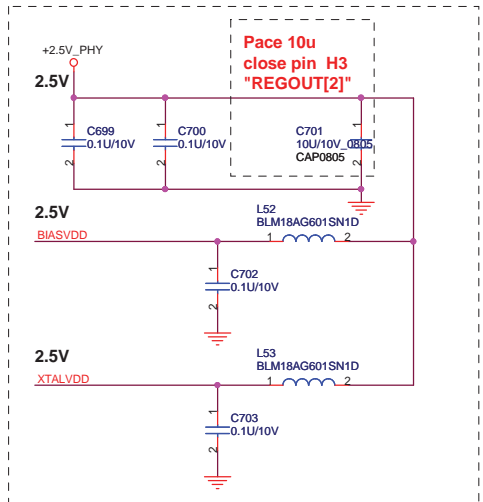 +2.5V_PHY
2.5V
Pace 10u
close pin H3
"REGOUT[2]"
1
2
C699
0.1U/10V
1
2
C700
0.1U/10V
1
2
C701
10U/10V_0805
CAP0805
2.5V
BIASVDD
L52
BLM18AG601SN1D
1
2
1
2
C702
0.1U/10V
2.5V
XTALVDD
L53
BLM18AG601SN1D
1
2
1
2
C703
0.1U/10V